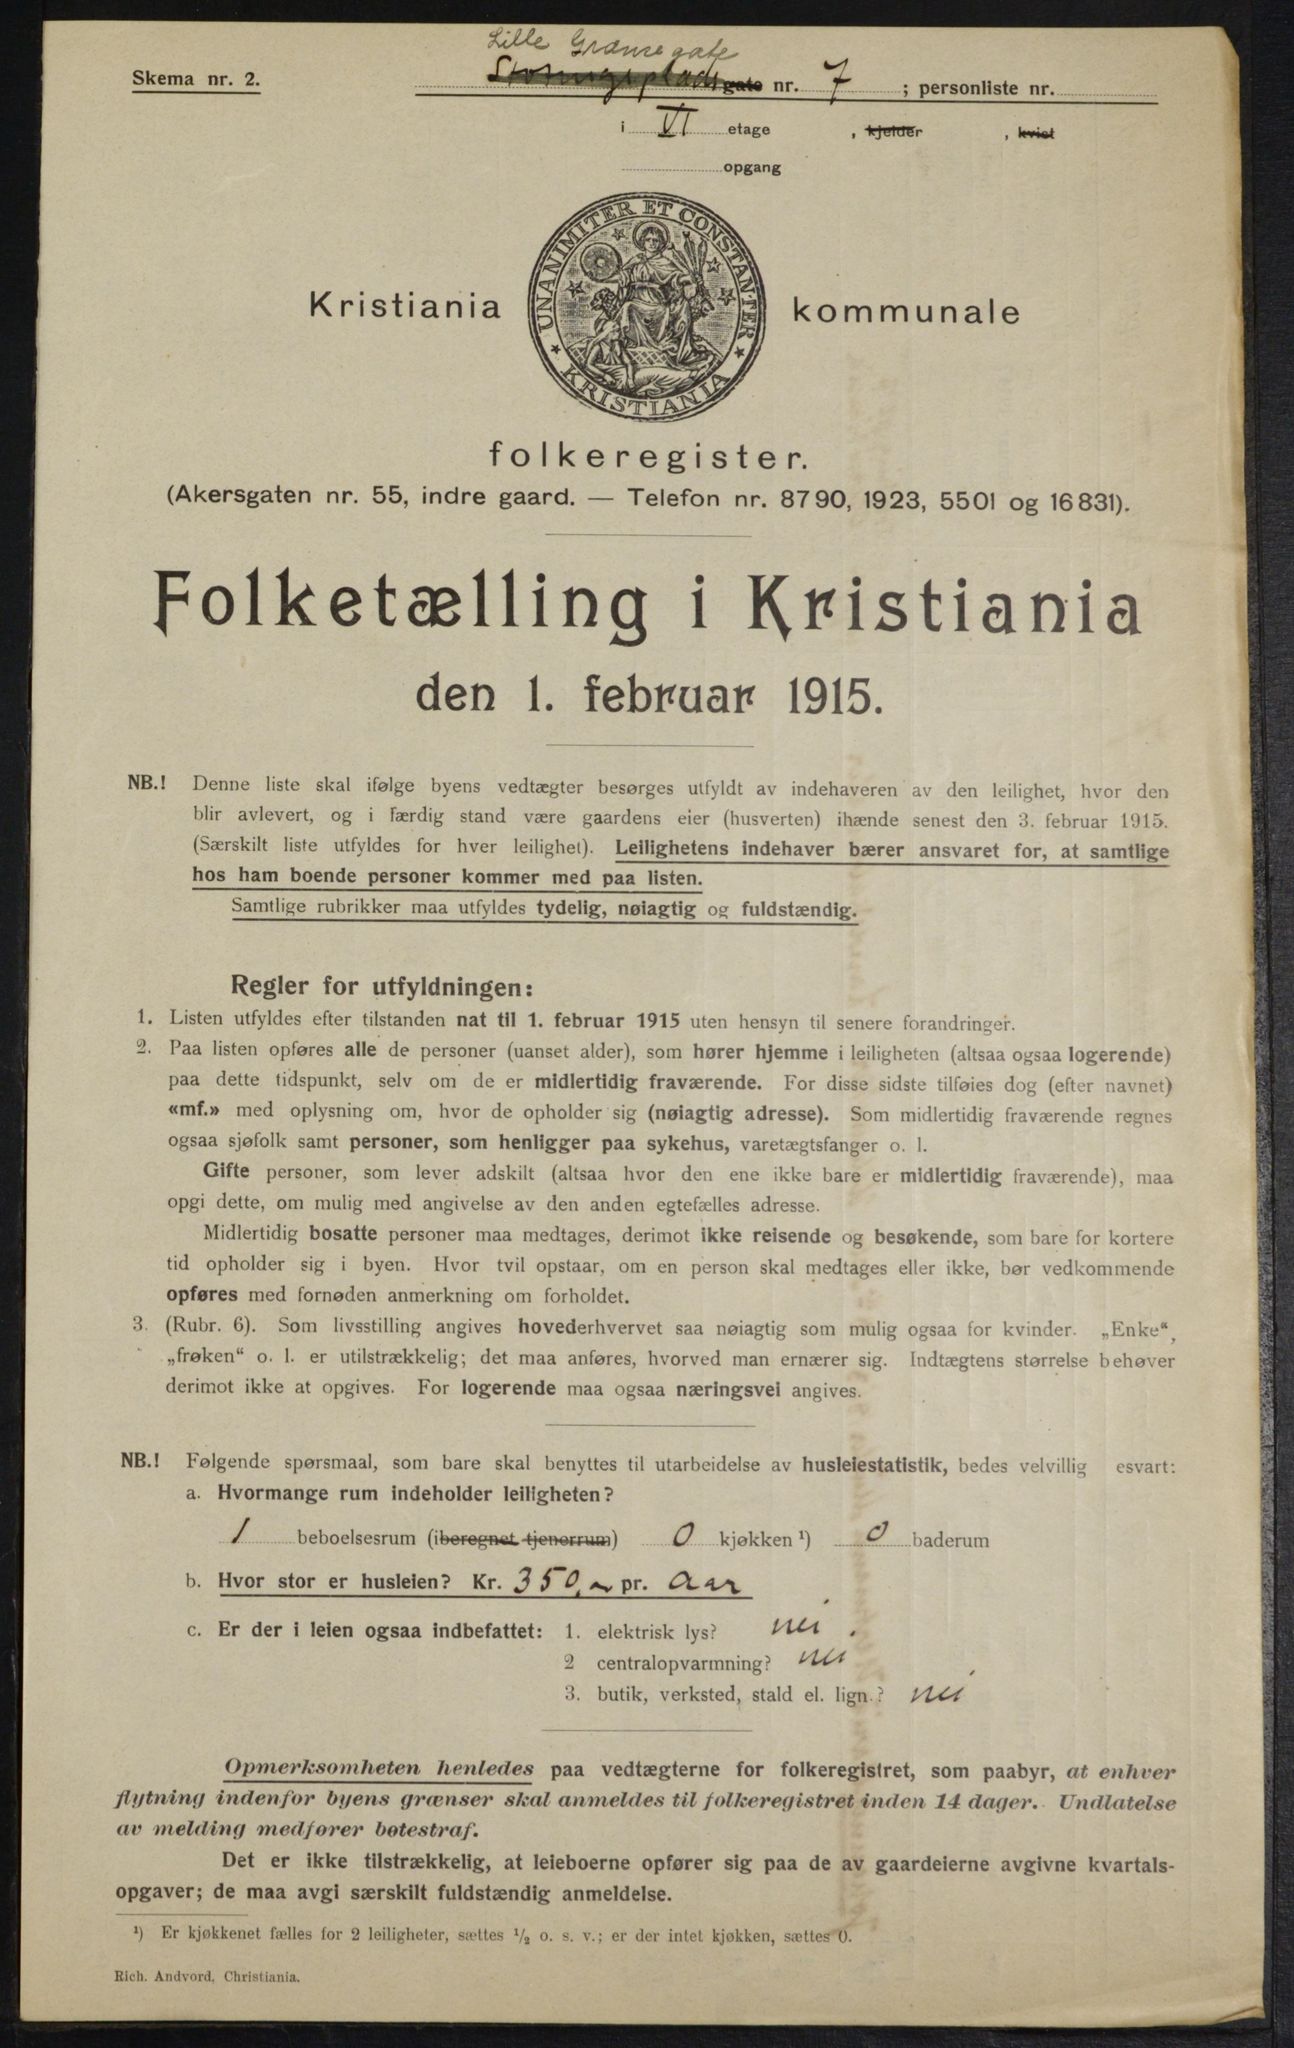 Lille Grænsegate
Skema nr. 2.
gate nr. 7 ; personliste nr.
i VI etage , kjelder , kvist
opgang
UNANIMITER ET CONSTANTER
KRISTIANIA
Kristiania kommunale
folkeregister.
(Akersgaten nr. 55, indre gaard. — Telefon nr. 8790, 1923, 5501 og 16831).
Folketælling i Kristiania
den 1. februar 1915.
NB.! Denne liste skal ifølge byens vedtægter besørges utfyldt av indehaveren av den leilighet, hvor den
blir avlevert, og i færdig stand være gaardens eier (husverten) ihænde senest den 3. februar 1915.
(Særskilt liste utfyldes for hver leilighet). Leilighetens indehaver bærer ansvaret for, at samtlige
hos ham boende personer kommer med paa listen.
Samtlige rubrikker maa utfyldes tydelig, nøiagtig og fuldstændig.
Regler for utfyldningen:
1. Listen utfyldes efter tilstanden nat til 1. februar 1915 uten hensyn til senere forandringer.
2. Paa listen opføres alle de personer (uanset alder), som hører hjemme i leiligheten (altsaa ogsaa logerende)
paa dette tidspunkt, selv om de er midlertidig fraværende. For disse sidste tilføies dog (efter navnet)
«mf.» med oplysning om, hvor de opholder sig (nøiagtig adresse). Som midlertidig fraværende regnes
ogsaa sjøfolk samt personer, som henligger paa sykehus, varetægtsfanger o. l.
Gifte personer, som lever adskilt (altsaa hvor den ene ikke bare er midlertidig fraværende), maa
opgi dette, om mulig med angivelse av den anden egtefælles adresse.
Midlertidig bosatte personer maa medtages, derimot ikke reisende og besøkende, som bare for kortere
tid opholder sig i byen. Hvor tvil opstaar, om en person skal medtages eller ikke, bør vedkommende
opføres med fornøden anmerkning om forholdet.
3. (Rubr. 6). Som livsstilling angives hovederhvervet saa nøiagtig som mulig ogsaa for kvinder. „Enke“,
„frøken“ o. l. er utilstrækkelig; det maa anføres, hvorved man ernærer sig. Indtægtens størrelse behøver
derimot ikke at opgives. For logerende maa ogsaa næringsvei angives.
NB.! Følgende spørsmaal, som bare skal benyttes til utarbeidelse av husleiestatistik, bedes velvillig esvart:
a. Hvormange rum indeholder leiligheten?
1 beboelsesrum (iberegnet tjenerrum) 0 kjøkken ¹) 0 baderum
b. Hvor stor er husleien? Kr. 350,- pr. Aar
c. Er der i leien ogsaa indbefattet: 1. elektrisk lys? nei.
2 centralopvarmning? nei
3. butik, verksted, stald el. lign.? nei
Opmerksomheten henledes paa vedtægterne for folkeregistret, som paabyr, at enhver
flytning indenfor byens grænser skal anmeldes til folkeregistret inden 14 dager. Undlatelse
av melding medfører bøtestraf.
Det er ikke tilstrækkelig, at leieboerne opfører sig paa de av gaardeierne avgivne kvartals-
opgaver; de maa avgi særskilt fuldstændig anmeldelse.
¹) Er kjøkkenet fælles for 2 leiligheter, sættes ½ o. s. v.; er der intet kjøkken, sættes 0.
Rich. Andvord, Christiania.